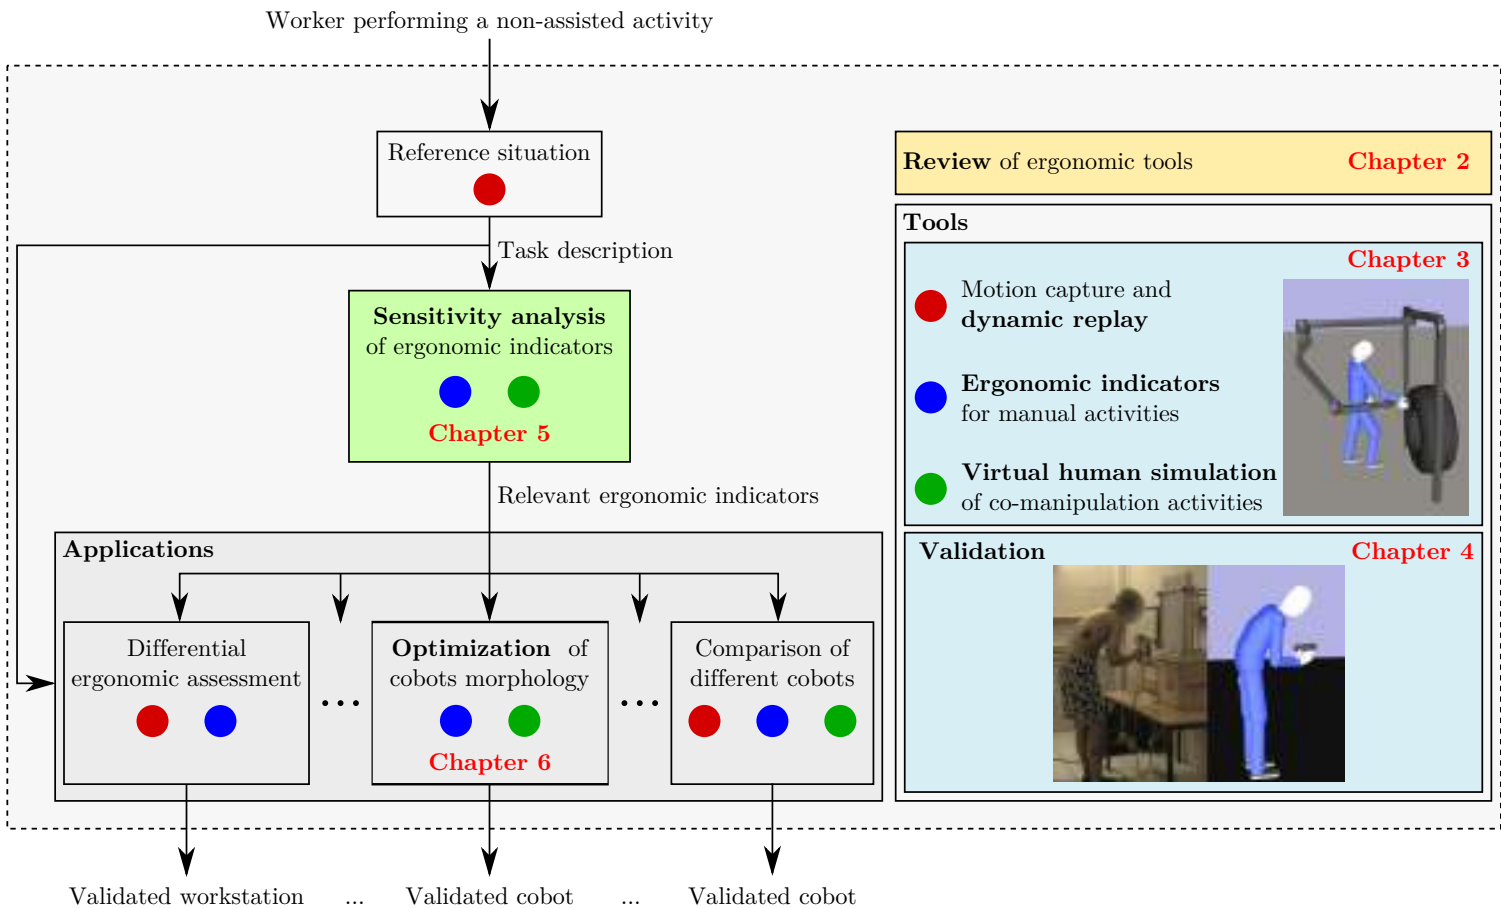 Worker performing a non-assisted activity
Reference situation
Task description
Sensitivity analysis
of ergonomic indicators
Chapter 5
Relevant ergonomic indicators
Applications
Differential
ergonomic assessment
...
Optimization of
cobots morphology
Chapter 6
...
Comparison of
different cobots
Validated workstation
...
Validated cobot
...
Validated cobot
Review of ergonomic tools
Chapter 2
Tools
Chapter 3
Motion capture and
dynamic replay
Ergonomic indicators
for manual activities
Virtual human simulation
of co-manipulation activities
Validation
Chapter 4